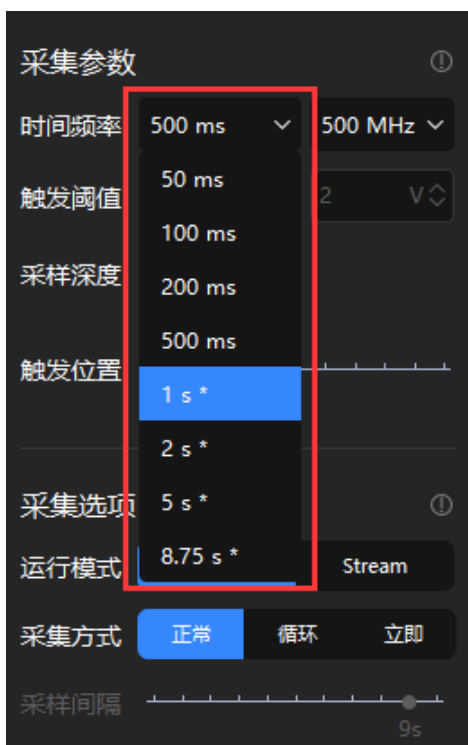 采集参数
时间频率 500 ms 500 MHz
50 ms
触发阈值 2 V
100 ms
采样深度
200 ms
500 ms
触发位置
1 s *
2 s *
采集选项
5 s *
运行模式 8.75 s * Stream
采集方式 正常 循环 立即
采样间隔
9s